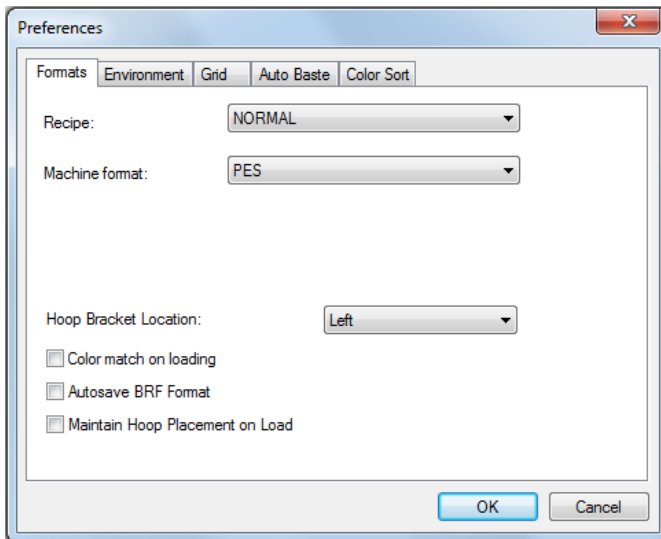 Preferences
Formats Environment Grid Auto Baste Color Sort
Recipe: NORMAL
Machine format: PES
Hoop Bracket Location: Left
Color match on loading
Autosave BRF Format
Maintain Hoop Placement on Load
OK Cancel